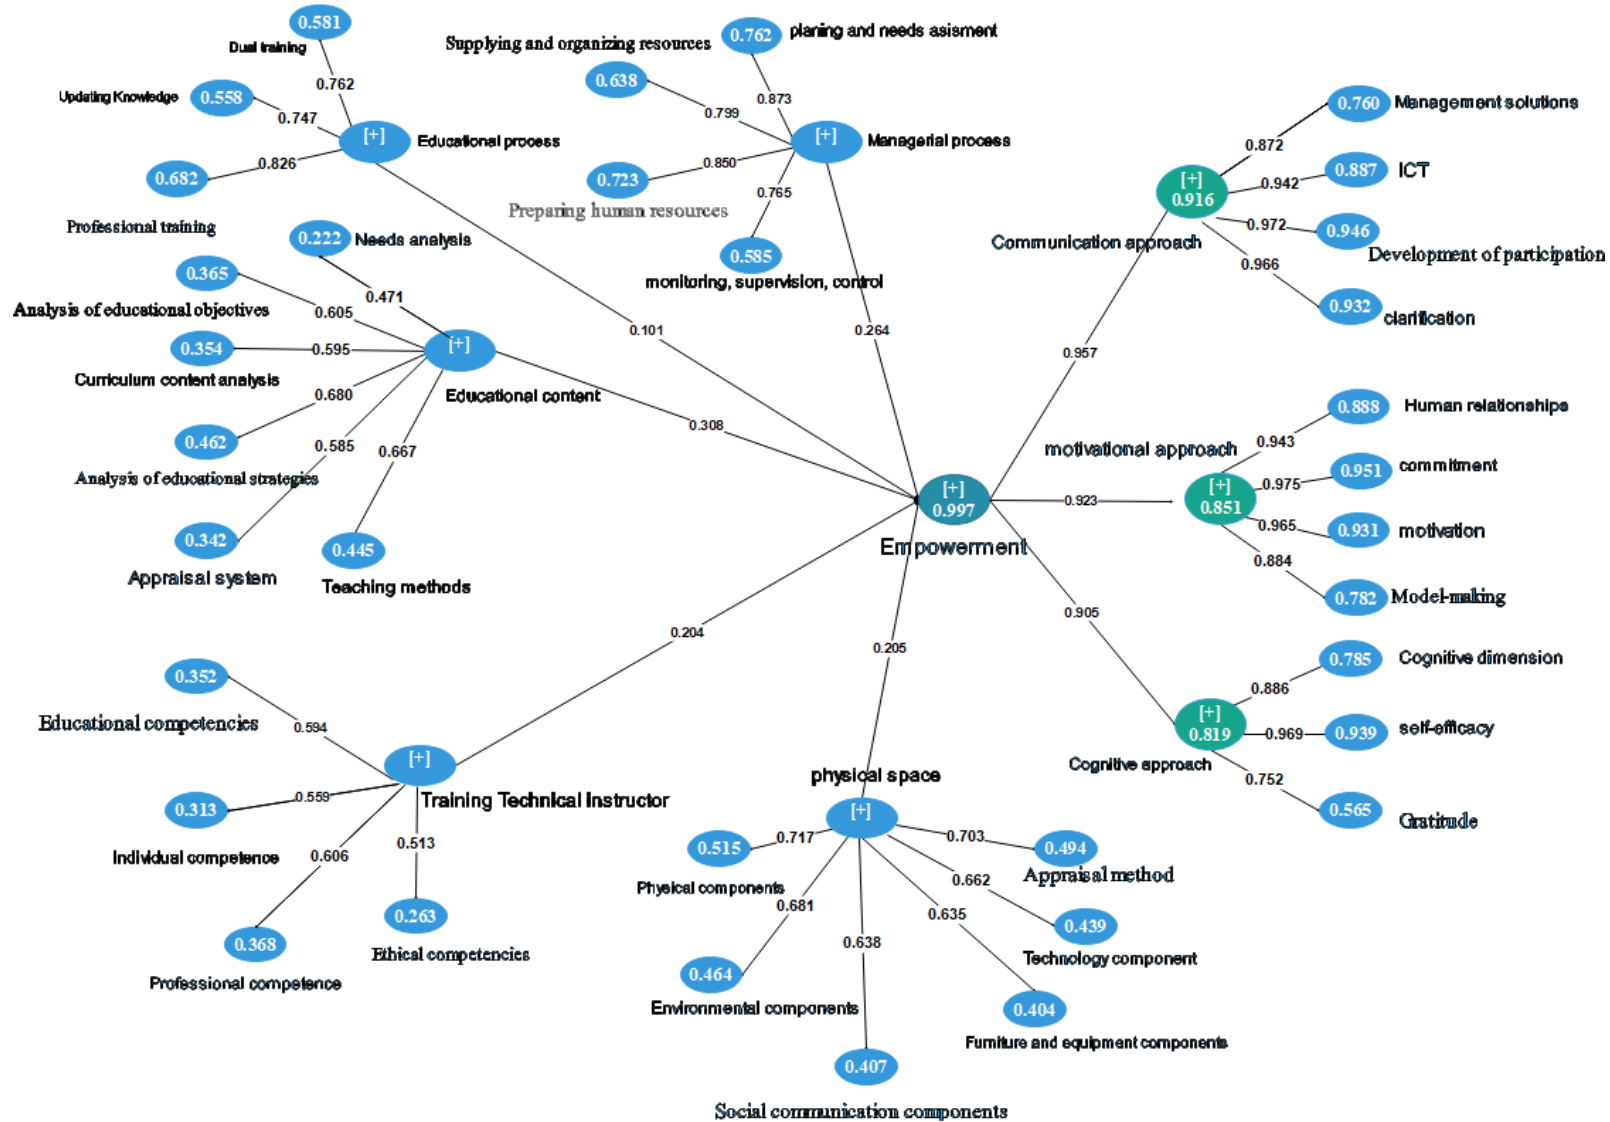 0.581
Dual training
0.762
Updating Knowledge
0.558
0.747
[+]
Educational process
0.826
0.682
Professional training
Supplying and organizing resources
0.762
planing and needs asisment
0.638
0.873
0.799
[+]
Managerial process
0.850
0.723
0.765
Preparing human resources
0.585
monitoring, supervision, control
0.760
Management solutions
0.872
[+]
0.916
0.942
0.887
ICT
Communication approach
0.972
0.946
Development of participation
0.966
0.932
clarification
0.222
Needs analysis
0.365
0.471
Analysis of educational objectives
0.605
[+]
0.354
0.595
Curriculum content analysis
Educational content
0.680
0.462
0.585
0.667
Analysis of educational strategies
0.342
Appraisal system
0.445
Teaching methods
0.101
0.264
0.308
0.957
[+]
0.997
Empowerment
0.923
0.204
0.205
0.905
0.888
Human relationships
motivational approach
0.943
[+]
0.851
0.975
0.951
commitment
0.965
0.931
motivation
0.884
0.782
Model-making
0.785
Cognitive dimension
0.886
[+]
0.819
0.969
0.939
self-efficacy
Cognitive approach
0.752
0.565
Gratitude
0.352
Educational competencies
0.594
[+]
Training Technical Instructor
0.313
0.559
Individual competence
0.606
0.513
0.368
Professional competence
0.263
Ethical competencies
physical space
[+]
0.515
0.717
Physical components
0.703
0.494
Appraisal method
0.681
0.662
0.464
Environmental components
0.638
0.635
0.439
Technology component
0.404
Furniture and equipment components
0.407
Social communication components